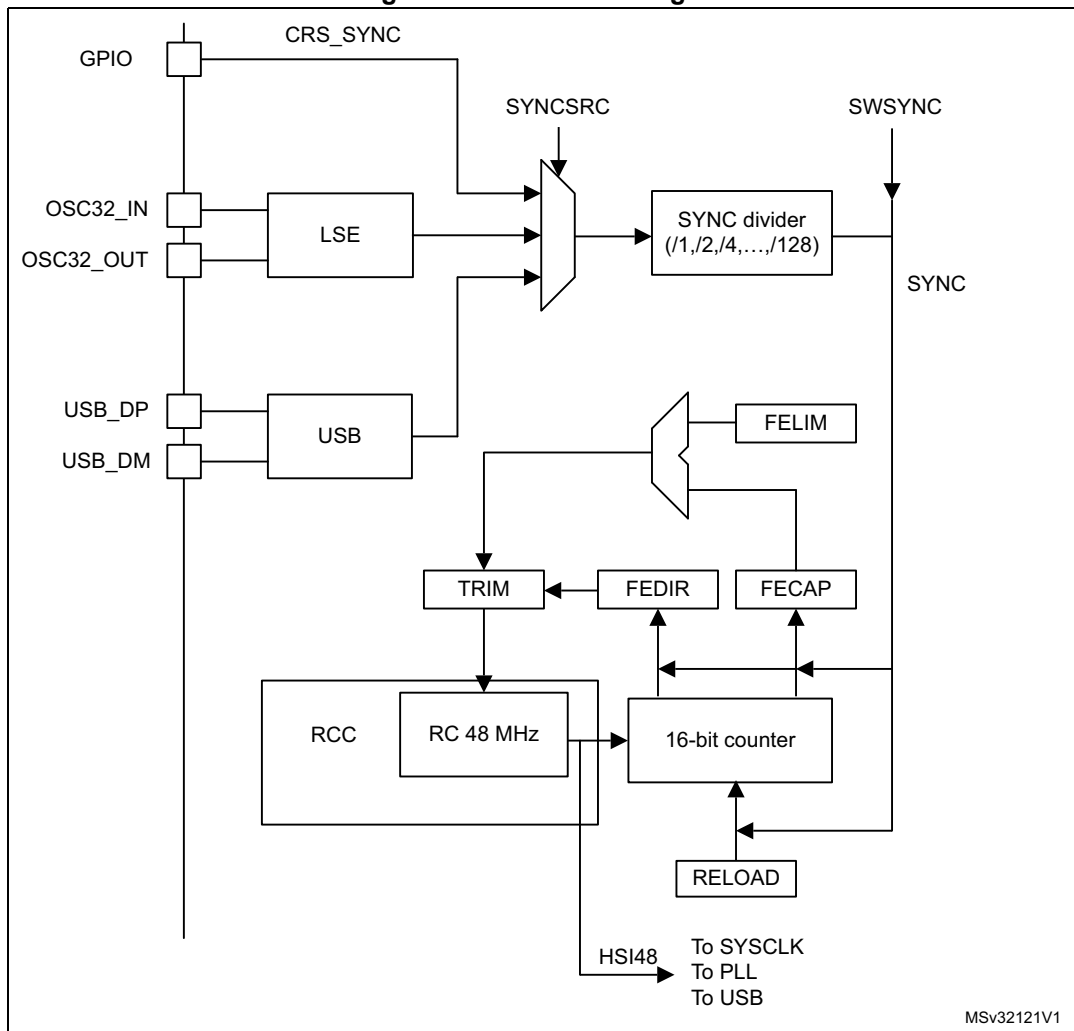 CRS_SYNC
GPIO
SYNCSRC
SWSYNC
OSC32_IN
LSE
SYNC divider
(/1,/2,/4,…,/128)
OSC32_OUT
SYNC
USB_DP
USB
FELIM
USB_DM
TRIM
FEDIR
FECAP
RCC
RC 48 MHz
16-bit counter
RELOAD
HSI48
To SYSCLK
To PLL
To USB
MSv32121V1